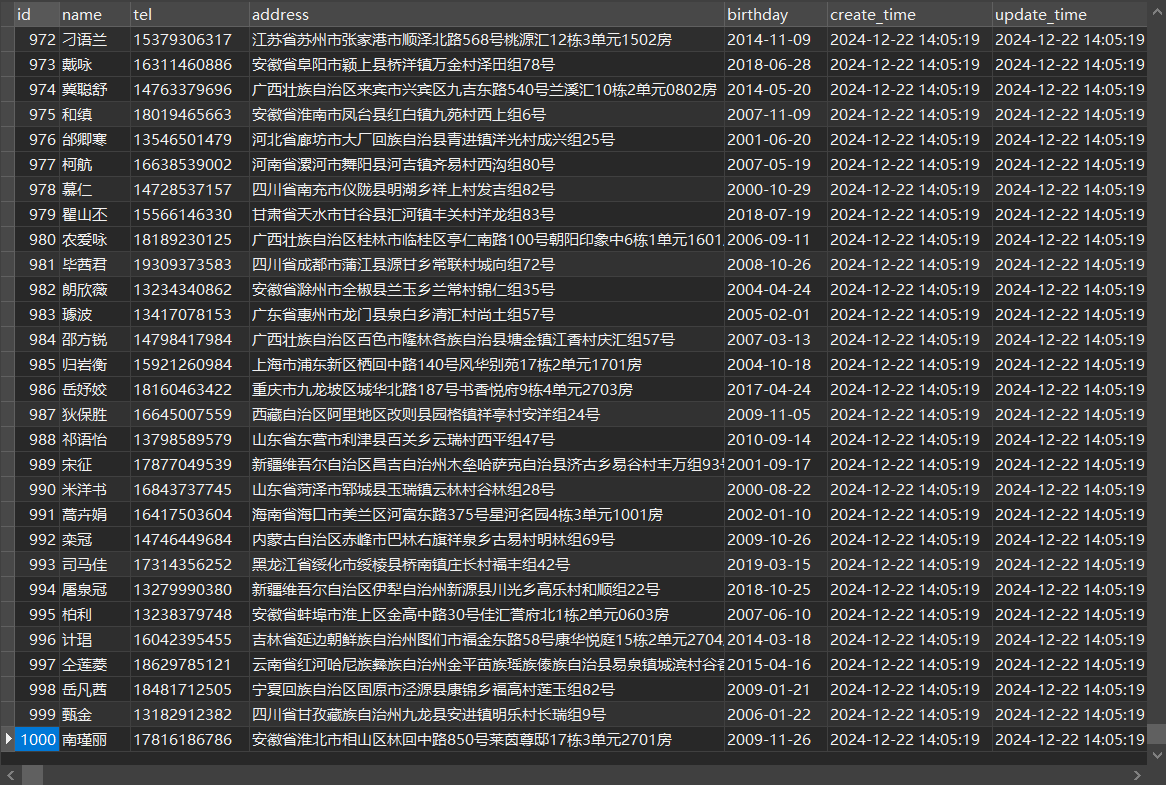 id name tel address birthday create_time update_time
972 刁语兰 15379306317 江苏省苏州市张家港市顺泽北路568号桃源汇12栋3单元1502房 2014-11-09 2024-12-22 14:05:19 2024-12-22 14:05:19
973 戴咏 16311460886 安徽省阜阳市颍上县桥洋镇万金村泽田组78号 2018-06-28 2024-12-22 14:05:19 2024-12-22 14:05:19
974 冀聪舒 14763379696 广西壮族自治区来宾市兴宾区九吉东路540号兰溪汇10栋2单元0802房 2014-05-20 2024-12-22 14:05:19 2024-12-22 14:05:19
975 和缜 18019465663 安徽省淮南市凤台县红白镇九苑村西上组6号 2007-11-09 2024-12-22 14:05:19 2024-12-22 14:05:19
976 邰卿寒 13546501479 河北省廊坊市大厂回族自治县青进镇洋光村成兴组25号 2001-06-20 2024-12-22 14:05:19 2024-12-22 14:05:19
977 柯航 16638539002 河南省漯河市舞阳县河吉镇齐易村西沟组80号 2007-05-19 2024-12-22 14:05:19 2024-12-22 14:05:19
978 慕仁 14728537157 四川省南充市仪陇县明湖乡祥上村发吉组82号 2000-10-29 2024-12-22 14:05:19 2024-12-22 14:05:19
979 瞿山丕 15566146330 甘肃省天水市甘谷县汇河镇丰关村洋龙组83号 2018-07-19 2024-12-22 14:05:19 2024-12-22 14:05:19
980 农爱咏 18189230125 广西壮族自治区桂林市临桂区亭仁南路100号朝阳印象中6栋1单元1601 2006-09-11 2024-12-22 14:05:19 2024-12-22 14:05:19
981 毕茜君 19309373583 四川省成都市蒲江县源甘乡常联村城向组72号 2008-10-26 2024-12-22 14:05:19 2024-12-22 14:05:19
982 朗欣薇 13234340862 安徽省滁州市全椒县兰玉乡兰常村锦仁组35号 2004-04-24 2024-12-22 14:05:19 2024-12-22 14:05:19
983 璩波 13417078153 广东省惠州市龙门县泉白乡清汇村尚土组57号 2005-02-01 2024-12-22 14:05:19 2024-12-22 14:05:19
984 邵方锐 14798417984 广西壮族自治区百色市隆林各族自治县塘金镇江香村庆汇组57号 2007-03-13 2024-12-22 14:05:19 2024-12-22 14:05:19
985 归岩衡 15921260984 上海市浦东新区栖回中路140号风华别苑17栋2单元1701房 2004-10-18 2024-12-22 14:05:19 2024-12-22 14:05:19
986 岳妤姣 18160463422 重庆市九龙坡区城华北路187号书香悦府9栋4单元2703房 2017-04-24 2024-12-22 14:05:19 2024-12-22 14:05:19
987 狄保胜 16645007559 西藏自治区阿里地区改则县园格镇祥亭村安洋组24号 2009-11-05 2024-12-22 14:05:19 2024-12-22 14:05:19
988 祁语怡 13798589579 山东省东营市利津县百关乡云瑞村西平组47号 2010-09-14 2024-12-22 14:05:19 2024-12-22 14:05:19
989 宋征 17877049539 新疆维吾尔自治区昌吉自治州木垒哈萨克自治县济古乡易谷村丰万组93 2001-09-17 2024-12-22 14:05:19 2024-12-22 14:05:19
990 米洋书 16843737745 山东省菏泽市郓城县玉瑞镇云林村谷林组28号 2000-08-22 2024-12-22 14:05:19 2024-12-22 14:05:19
991 蒿卉娟 16417503604 海南省海口市美兰区河富东路375号星河名园4栋3单元1001房 2002-01-10 2024-12-22 14:05:19 2024-12-22 14:05:19
992 栾冠 14746449684 内蒙古自治区赤峰市巴林右旗祥泉乡古易村明林组69号 2009-10-26 2024-12-22 14:05:19 2024-12-22 14:05:19
993 司马佳 17314356252 黑龙江省绥化市绥棱县桥南镇庄长村福丰组42号 2019-03-15 2024-12-22 14:05:19 2024-12-22 14:05:19
994 屠泉冠 13279990380 新疆维吾尔自治区伊犁自治州新源县川光乡高乐村和顺组22号 2018-10-25 2024-12-22 14:05:19 2024-12-22 14:05:19
995 柏利 13238379748 安徽省蚌埠市淮上区金高中路30号佳汇誉府北1栋2单元0603房 2007-06-10 2024-12-22 14:05:19 2024-12-22 14:05:19
996 计琩 16042395455 吉林省延边朝鲜族自治州图们市福金东路58号康华悦庭15栋2单元2704 2014-03-18 2024-12-22 14:05:19 2024-12-22 14:05:19
997 仝莲菱 18629785121 云南省红河哈尼族彝族自治州金平苗族瑶族傣族自治县易泉镇城滨村谷 2015-04-16 2024-12-22 14:05:19 2024-12-22 14:05:19
998 岳凡茜 18481712505 宁夏回族自治区固原市泾源县康锦乡福高村莲玉组82号 2009-01-21 2024-12-22 14:05:19 2024-12-22 14:05:19
999 甄金 13182912382 四川省甘孜藏族自治州九龙县安进镇明乐村长瑞组9号 2006-01-22 2024-12-22 14:05:19 2024-12-22 14:05:19
1000 南瑾丽 17816186786 安徽省淮北市相山区林回中路850号莱茵尊邸17栋3单元2701房 2009-11-26 2024-12-22 14:05:19 2024-12-22 14:05:19